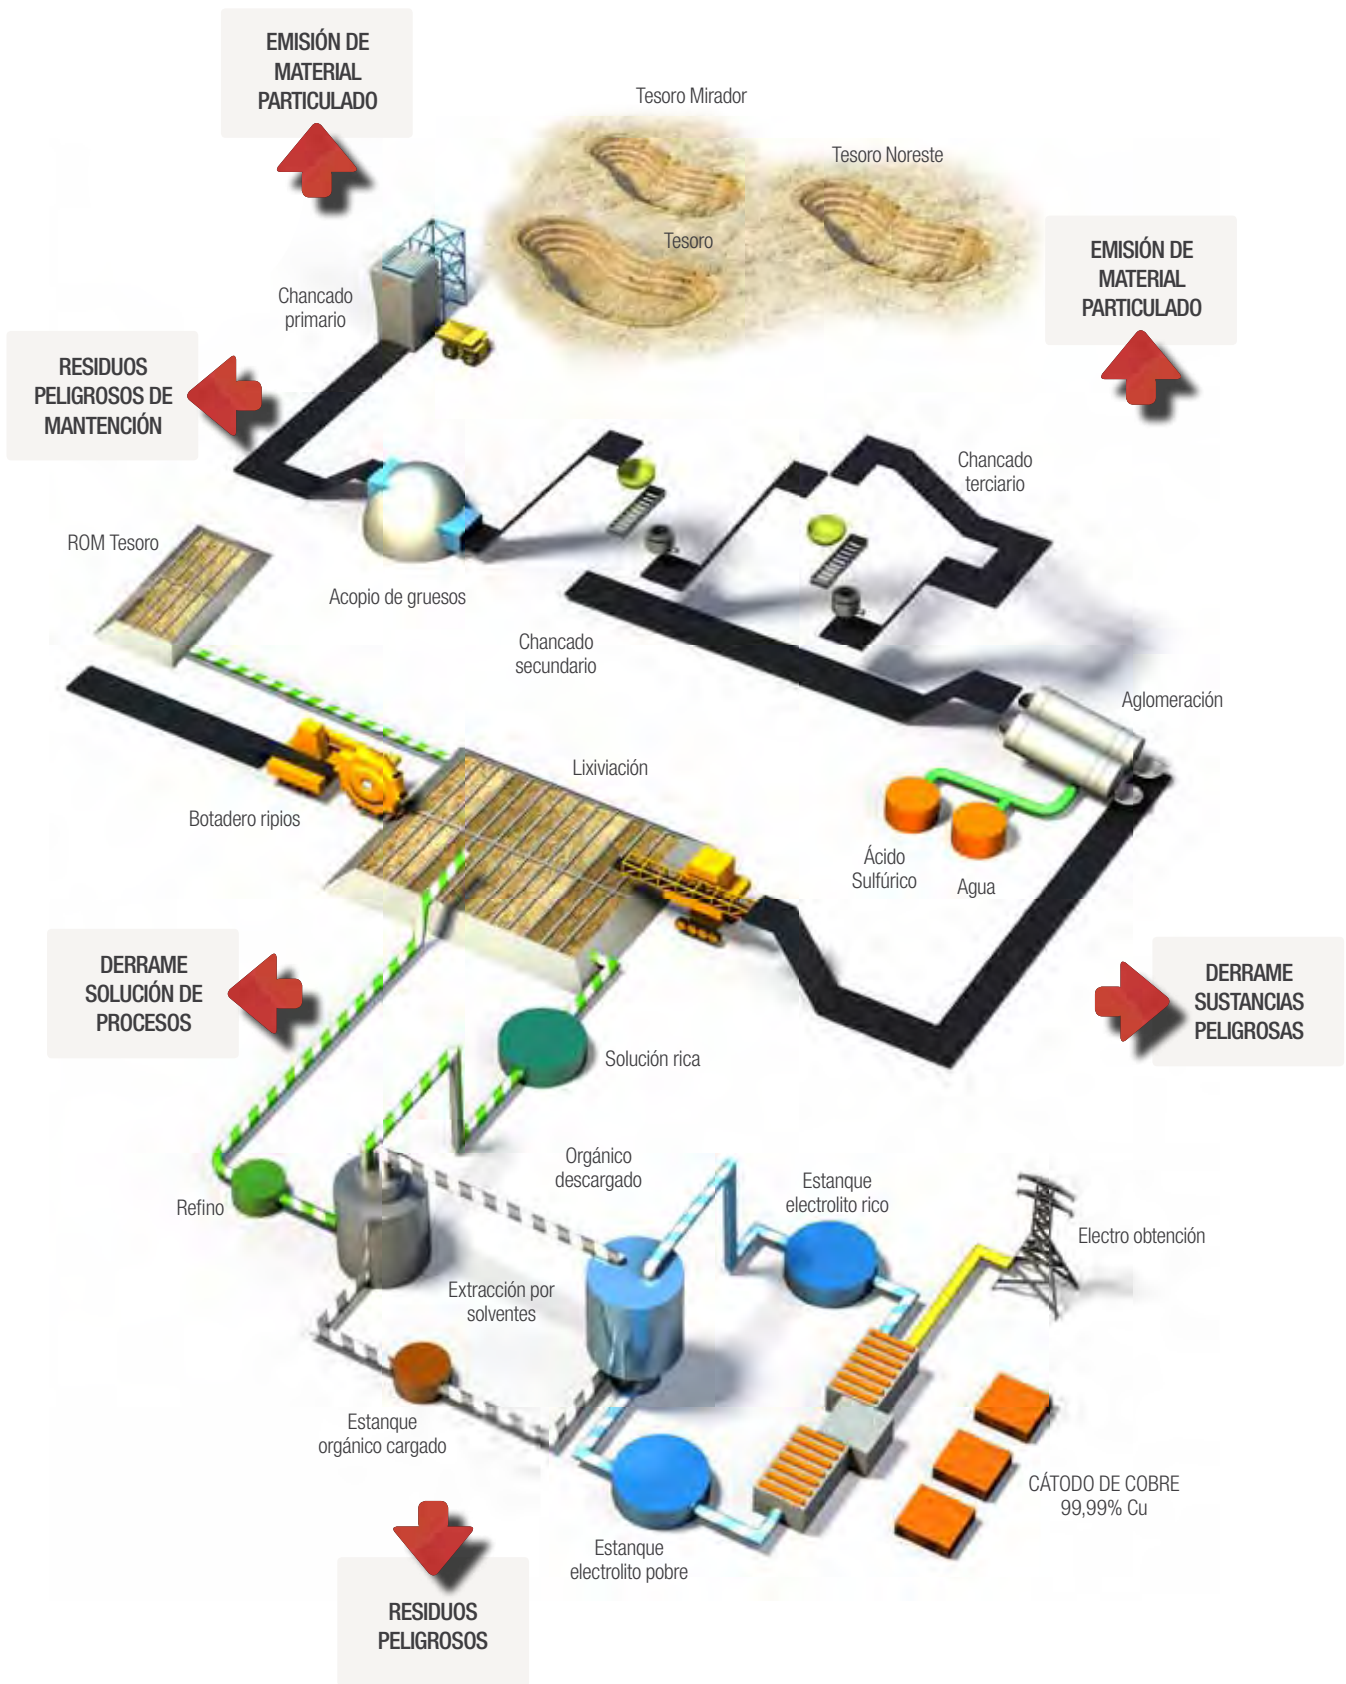 EMISIÓN DE
MATERIAL
PARTICULADO
Tesoro Mirador
Tesoro Noreste
Tesoro
EMISIÓN DE
MATERIAL
PARTICULADO
Chancado
primario
RESIDUOS
PELIGROSOS DE
MANTENCIÓN
Chancado
terciario
ROM Tesoro
Acopio de gruesos
Chancado
secundario
Aglomeración
Lixiviación
Botadero ripios
Ácido
Sulfúrico
Agua
DERRAME
SOLUCIÓN DE
PROCESOS
DERRAME
SUSTANCIAS
PELIGROSAS
Solución rica
Orgánico
descargado
Estanque
electrolito rico
Refino
Electro obtención
Extracción por
solventes
Estanque
orgánico cargado
CÁTODO DE COBRE
99,99% Cu
Estanque
electrolito pobre
RESIDUOS
PELIGROSOS